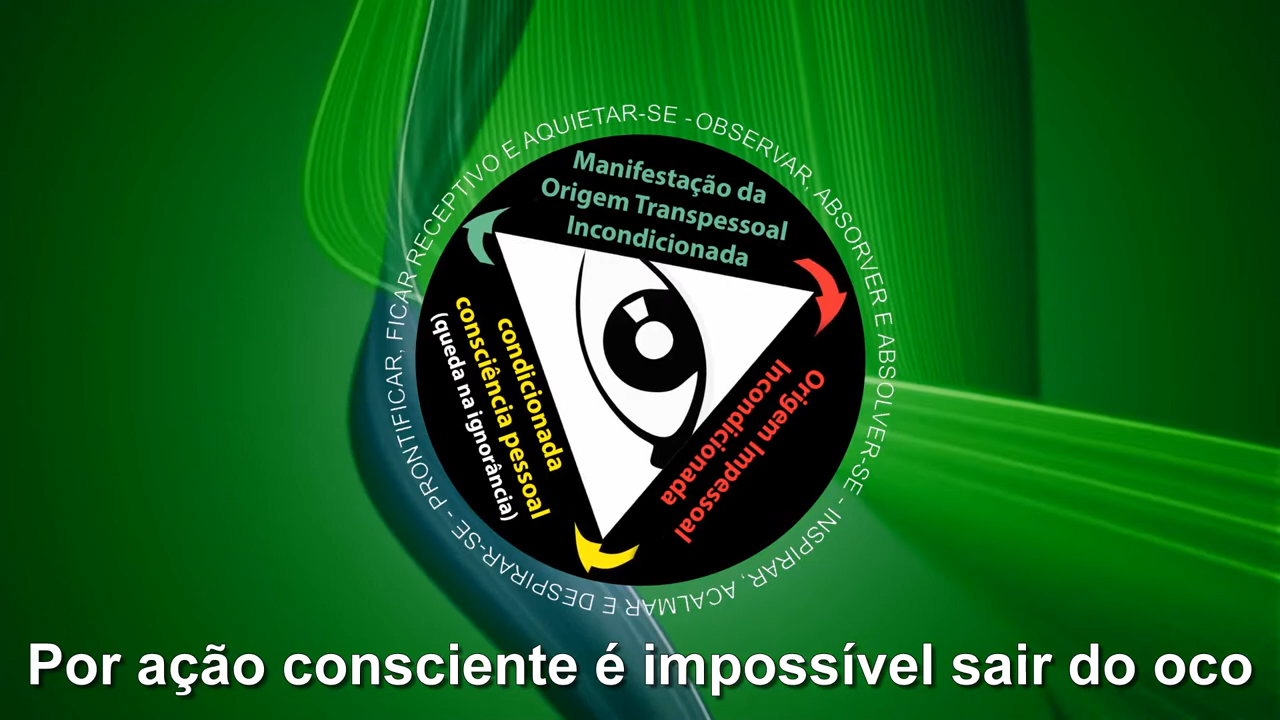 PRONTIFICAR, FICAR RECEPTIVO E AQUIETAR-SE - OBSERVAR, ABSORVER E ABSOLVER-SE - INSPIRAR, ACALMAR E DESPIRAR-SE -
Manifestação da
Origem Transpessoal
Incondicionada
Origem Impessoal
Incondicionada
condicionada
consciência pessoal
(queda na ignorância)
Por ação consciente é impossível sair do oco